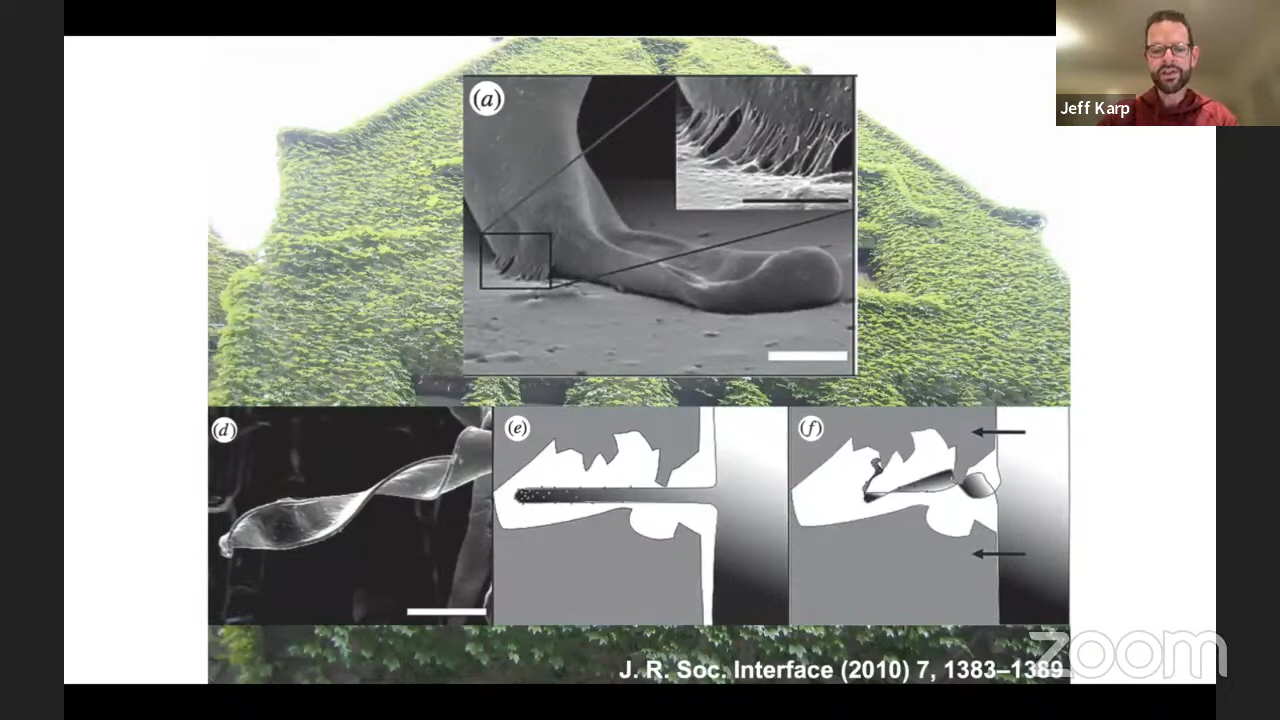 (a)
Jeff Karp
(d)
(e)
(f)
J. R. Soc. Interface (2010) 7, 1383–1389
zoom